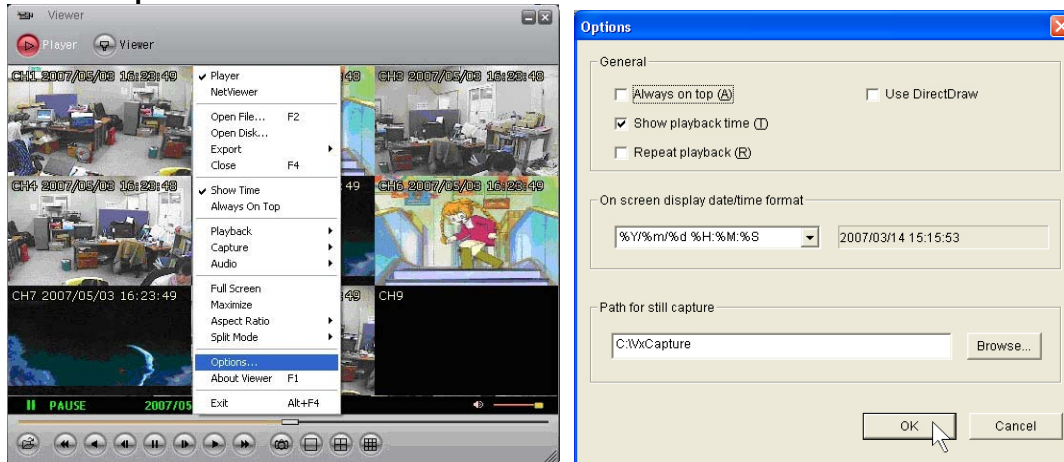 Viewer
Player Viewer
CH1 2007/05/03 16:23:49
:48
CH3 2007/05/03 16:23:48
Player
NetViewer
Open File... F2
Open Disk...
Export
Close F4
Show Time
Always On Top
Playback
Capture
Audio
Full Screen
Maximize
Aspect Ratio
Split Mode
Options...
About Viewer F1
Exit Alt+F4
CH4 2007/05/03 16:23:48
:49
CH6 2007/05/03 16:23:49
CH7 2007/05/03 16:23:49
:49
CH9
PAUSE 2007/05
Options
General
Always on top (A)
Use DirectDraw
Show playback time (T)
Repeat playback (R)
On screen display date/time format
%Y/%m/%d %H:%M:%S
2007/03/14 15:15:53
Path for still capture
C:\VxCapture
Browse...
OK
Cancel